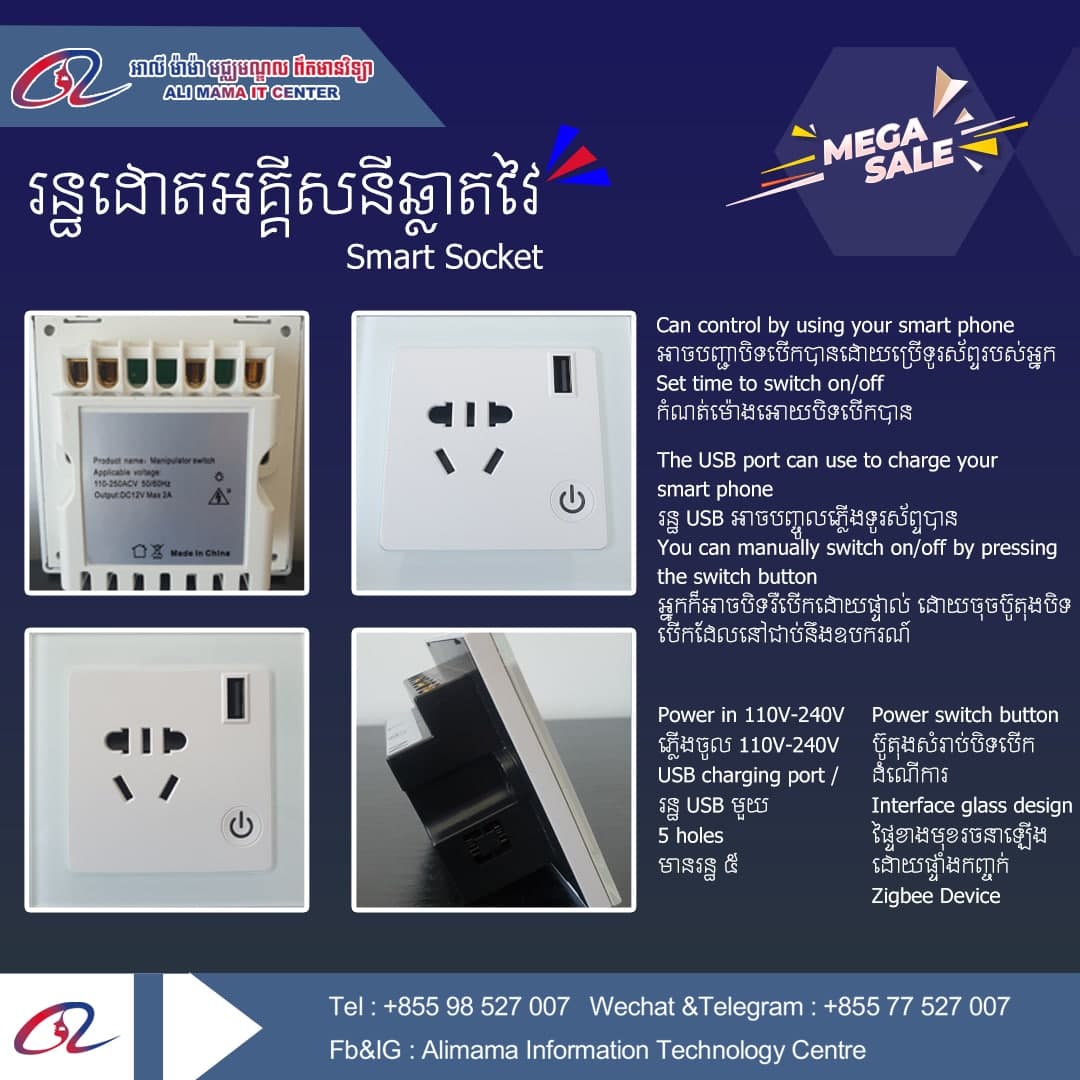 អាលី ម៉ាម៉ា មជ្ឈមណ្ឌល ព័តមានវិទ្យា
ALI MAMA IT CENTER
MEGA
SALE
រន្ធដោតអគ្គីសនីឆ្លាតវៃ
Smart Socket
Product name: Manipulator switch
Applicable voltage:
110-250ACV 50/60Hz
Output:DC12V Max 2A
Made in China
Can control by using your smart phone
អាចបញ្ជាបិទបើកបានដោយប្រើទូរស័ព្ទរបស់អ្នក
Set time to switch on/off
កំណត់ម៉ោងអោយបិទបើកបាន
The USB port can use to charge your
smart phone
រន្ធ USB អាចបញ្ចូលភ្លើងទូរស័ព្ទបាន
You can manually switch on/off by pressing
the switch button
អ្នកក៏អាចបិទរឺបើកដោយផ្ទាល់ ដោយចុចប៊ូតុងបិទ
បើកដែលនៅជាប់នឹងឧបករណ៍
Power in 110V-240V
ភ្លើងចូល 110V-240V
USB charging port /
រន្ធ USB មួយ
5 holes
មានរន្ធ ៥
Power switch button
ប៊ូតុងសំរាប់បិទបើក
ដំណើការ
Interface glass design
ផ្ទៃខាងមុខរចនាឡើង
ដោយផ្ទាំងកញ្ចក់
Zigbee Device
Tel : +855 98 527 007 Wechat &Telegram : +855 77 527 007
Fb&IG : Alimama Information Technology Centre